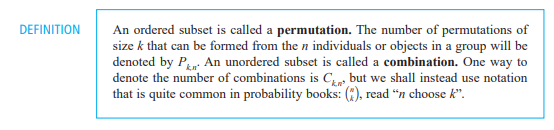 DEFINITION
An ordered subset is called a permutation. The number of permutations of
size k that can be formed from the n individuals or objects in a group will be
denoted by Pₖ,ₙ. An unordered subset is called a combination. One way to
denote the number of combinations is Cₖ,ₙ, but we shall instead use notation
that is quite common in probability books: (n k), read “n choose k”.